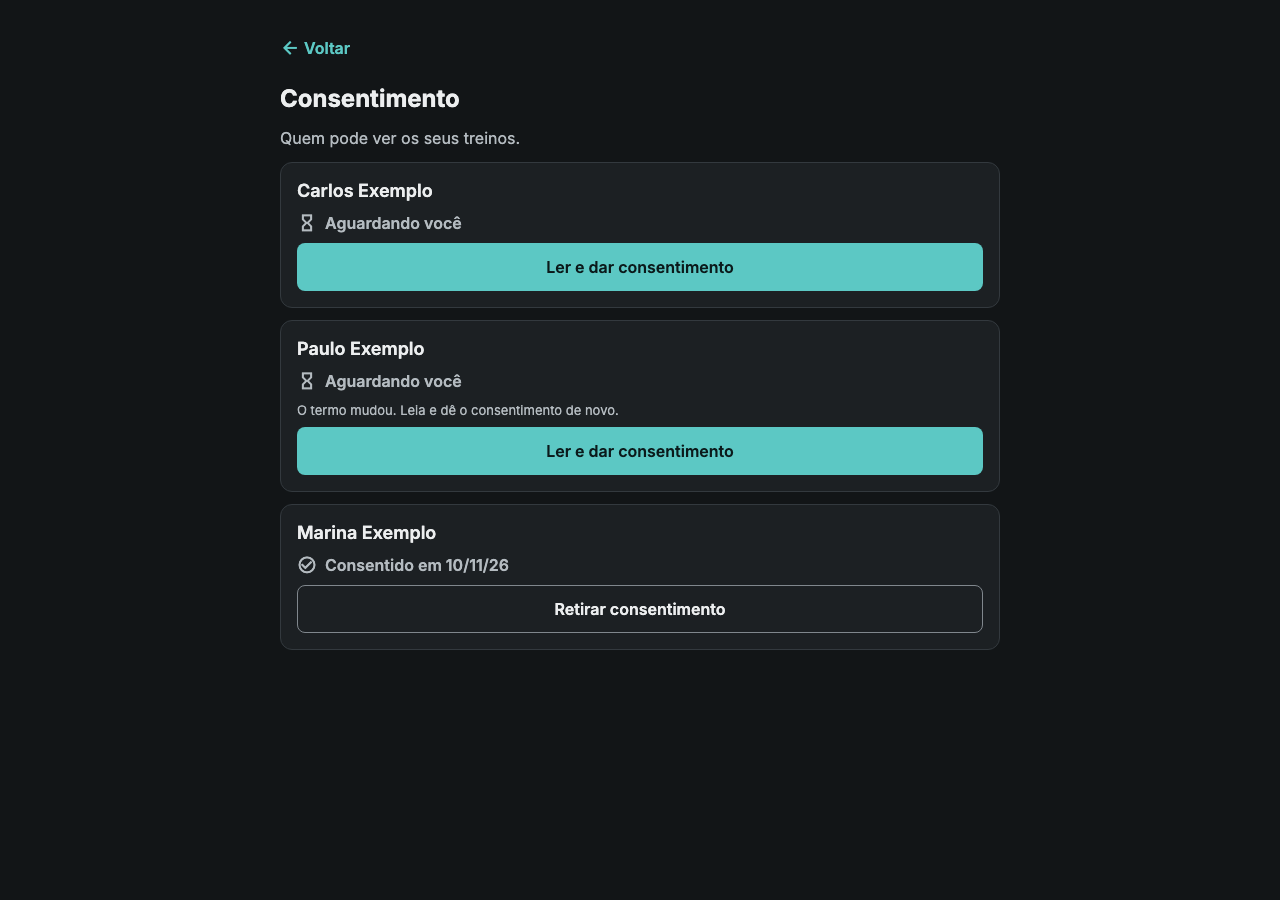 Voltar
Consentimento
Quem pode ver os seus treinos.
Carlos Exemplo
Aguardando você
Ler e dar consentimento
Paulo Exemplo
Aguardando você
O termo mudou. Leia e dê o consentimento de novo.
Ler e dar consentimento
Marina Exemplo
Consentido em 10/11/26
Retirar consentimento